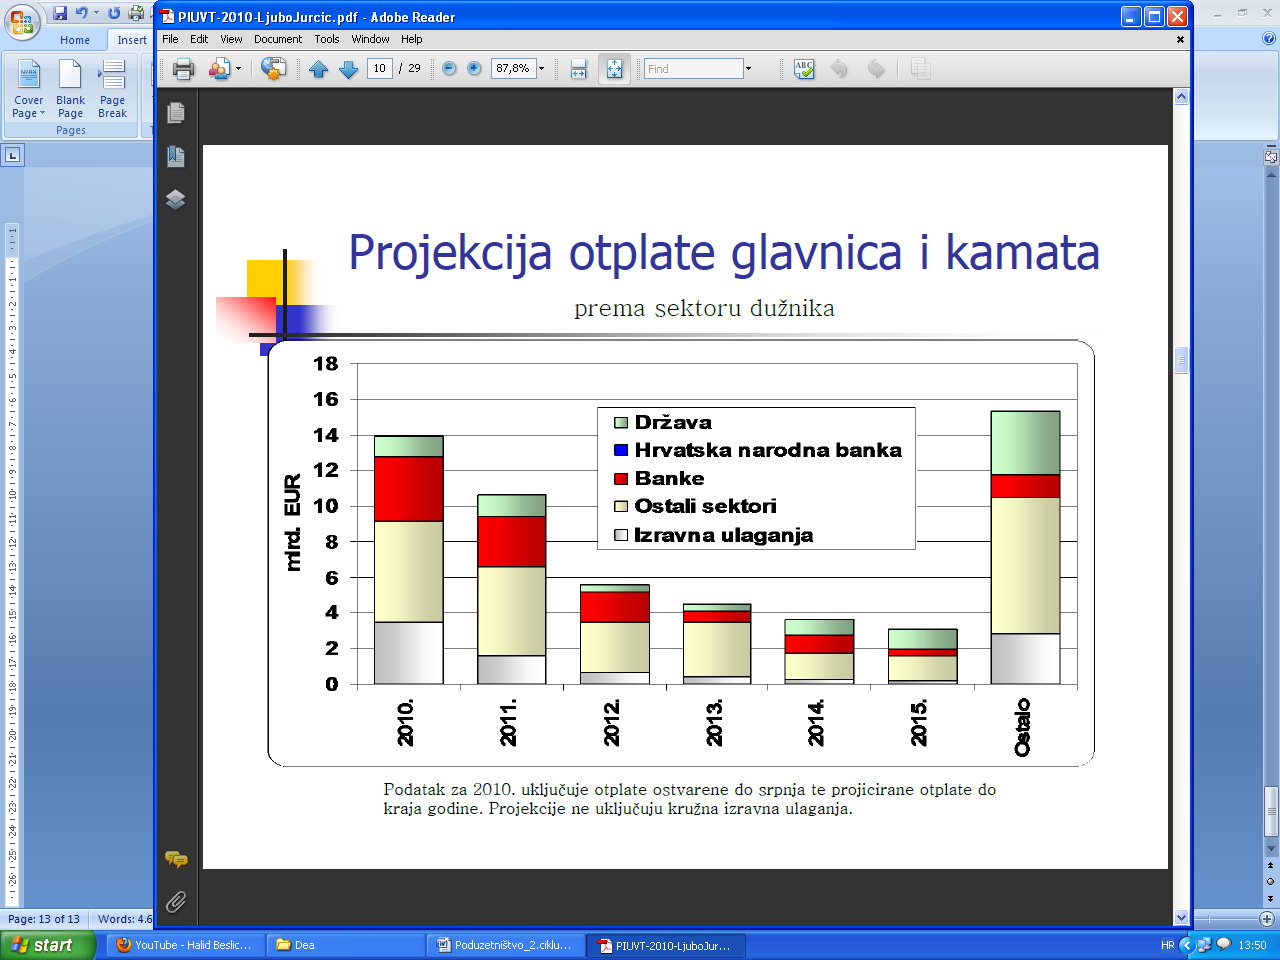 PIUVT-2010-LjuboJurcic.pdf - Adobe Reader
Home
Insert
File Edit View Document Tools Window Help
10 / 29
87,8%
Find
Cover Page
Blank Page
Page Break
Pages
Projekcija otplate glavnica i kamata
prema sektoru dužnika
mlrd. EUR
18
16
14
12
10
8
6
4
2
0
Država
Hrvatska narodna banka
Banke
Ostali sektori
Izravna ulaganja
2010.
2011.
2012.
2013.
2014.
2015.
Ostalo
Podatak za 2010. uključuje otplate ostvarene do srpnja te projicirane otplate do
kraja godine. Projekcije ne uključuju kružna izravna ulaganja.
Page: 13 of 13
Words: 4.6
start
YouTube - Halid Beslic...
Dea
Poduzetništvo_2.ciklu...
PIUVT-2010-LjuboJur...
HR
13:50